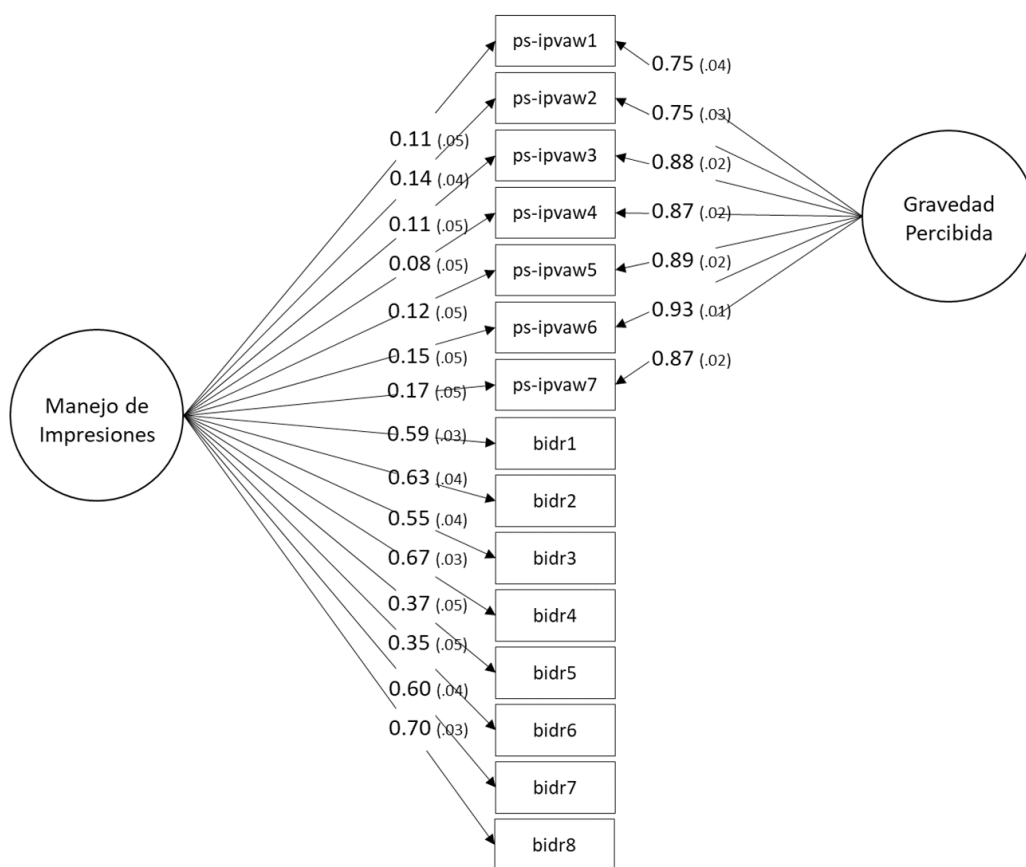 ps-ipvaw1
ps-ipvaw2
ps-ipvaw3
ps-ipvaw4
ps-ipvaw5
ps-ipvaw6
ps-ipvaw7
bidr1
bidr2
bidr3
bidr4
bidr5
bidr6
bidr7
bidr8
Manejo de
Impresiones
0.11 (.05)
0.14 (.04)
0.11 (.05)
0.08 (.05)
0.12 (.05)
0.15 (.05)
0.17 (.05)
0.59 (.03)
0.63 (.04)
0.55 (.04)
0.67 (.03)
0.37 (.05)
0.35 (.05)
0.60 (.04)
0.70 (.03)
0.75 (.04)
0.75 (.03)
0.88 (.02)
0.87 (.02)
0.89 (.02)
0.93 (.01)
0.87 (.02)
Gravedad
Percibida